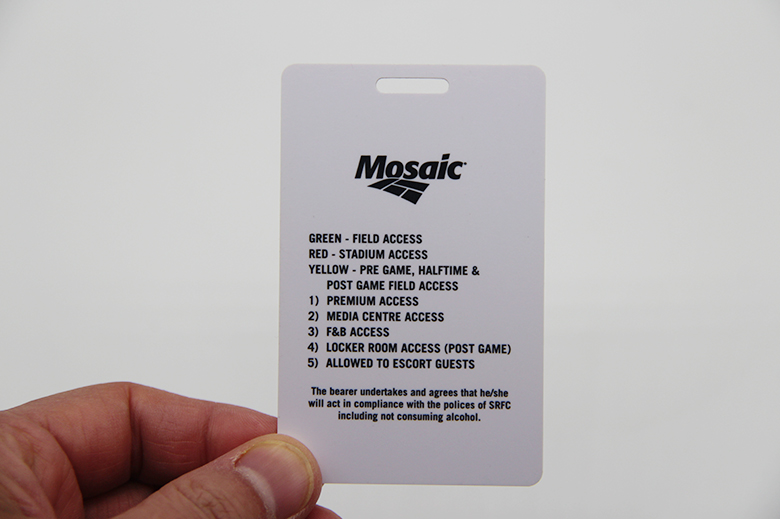 Mosaic
GREEN - FIELD ACCESS
RED - STADIUM ACCESS
YELLOW - PRE GAME, HALFTIME &
POST GAME FIELD ACCESS
1) PREMIUM ACCESS
2) MEDIA CENTRE ACCESS
3) F&B ACCESS
4) LOCKER ROOM ACCESS (POST GAME)
5) ALLOWED TO ESCORT GUESTS
The bearer undertakes and agrees that he/she
will act in compliance with the polices of SRFC
including not consuming alcohol.